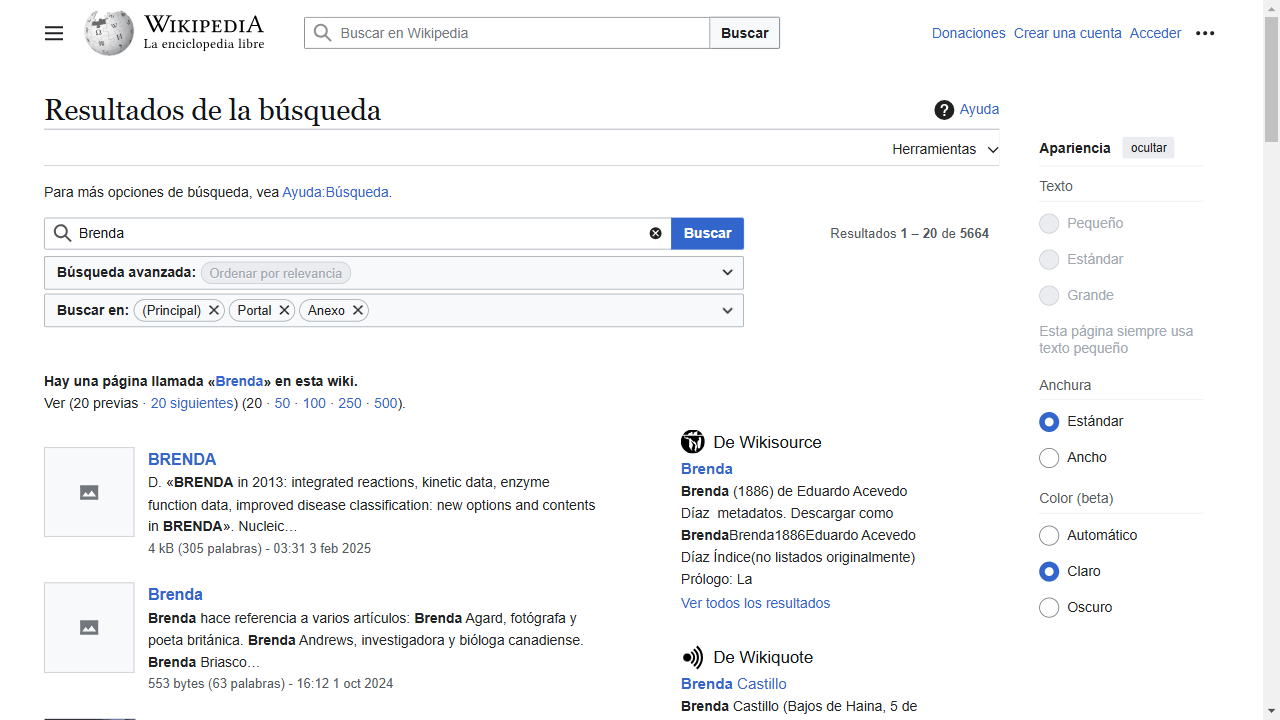 WIKIPEDIA
La enciclopedia libre
Buscar en Wikipedia
Buscar
Donaciones Crear una cuenta Acceder
Resultados de la búsqueda
Ayuda
Herramientas
Para más opciones de búsqueda, vea Ayuda:Búsqueda.
Brenda
Buscar
Resultados 1 – 20 de 5664
Búsqueda avanzada: Ordenar por relevancia
Buscar en: (Principal) Portal Anexo
Hay una página llamada «Brenda» en esta wiki.
Ver (20 previas · 20 siguientes) (20 · 50 · 100 · 250 · 500).
BRENDA
D. «BRENDA in 2013: integrated reactions, kinetic data, enzyme
function data, improved disease classification: new options and contents
in BRENDA». Nucleic…
4 kB (305 palabras) - 03:31 3 feb 2025
Brenda
Brenda hace referencia a varios artículos: Brenda Agard, fotógrafa y
poeta británica. Brenda Andrews, investigadora y bióloga canadiense.
Brenda Briasco…
553 bytes (63 palabras) - 16:12 1 oct 2024
De Wikisource
Brenda
Brenda (1886) de Eduardo Acevedo
Díaz metadatos. Descargar como
BrendaBrenda1886Eduardo Acevedo
Díaz Índice(no listados originalmente)
Prólogo: La
Ver todos los resultados
De Wikiquote
Brenda Castillo
Brenda Castillo (Bajos de Haina, 5 de
Apariencia ocultar
Texto
Pequeño
Estándar
Grande
Esta página siempre usa
texto pequeño
Anchura
Estándar
Ancho
Color (beta)
Automático
Claro
Oscuro